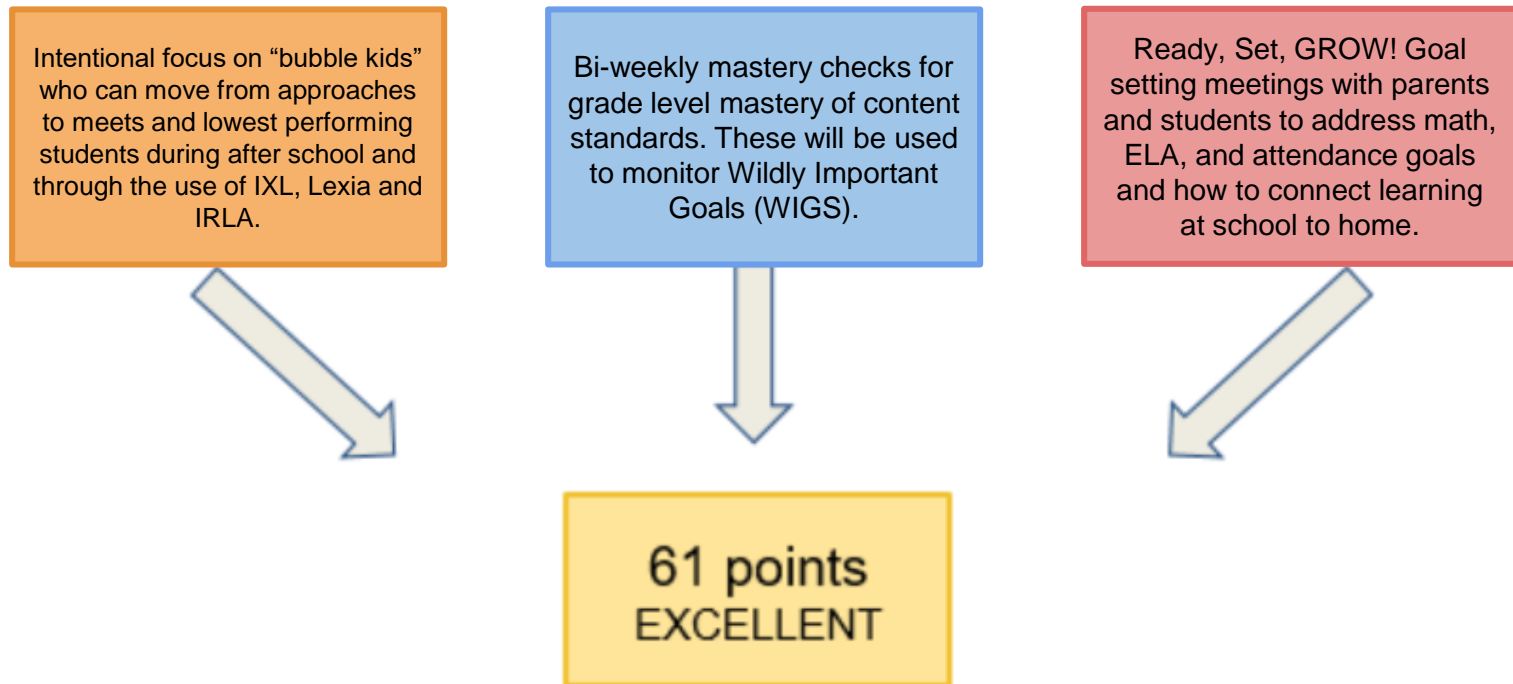 Intentional focus on “bubble kids”
who can move from approaches
to meets and lowest performing
students during after school and
through the use of IXL, Lexia and
IRLA.
Bi-weekly mastery checks for
grade level mastery of content
standards. These will be used
to monitor Wildly Important
Goals (WIGS).
Ready, Set, GROW! Goal
setting meetings with parents
and students to address math,
ELA, and attendance goals
and how to connect learning
at school to home.
61 points
EXCELLENT